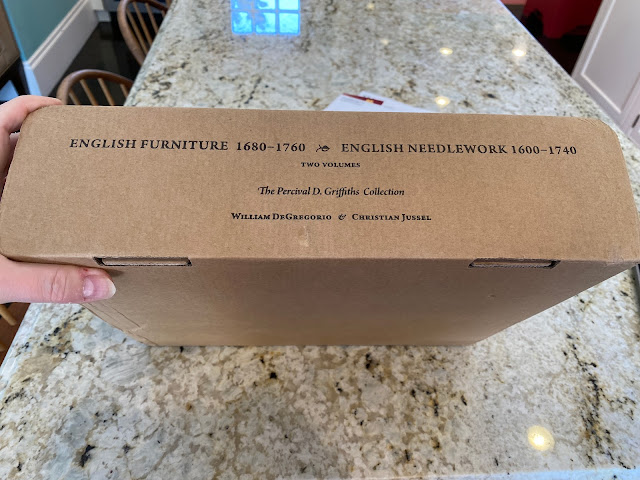 ENGLISH FURNITURE 1680–1760 ❧ ENGLISH NEEDLEWORK 1600–1740
TWO VOLUMES
The Percival D. Griffiths Collection
WILLIAM DEGREGORIO & CHRISTIAN JUSSEL